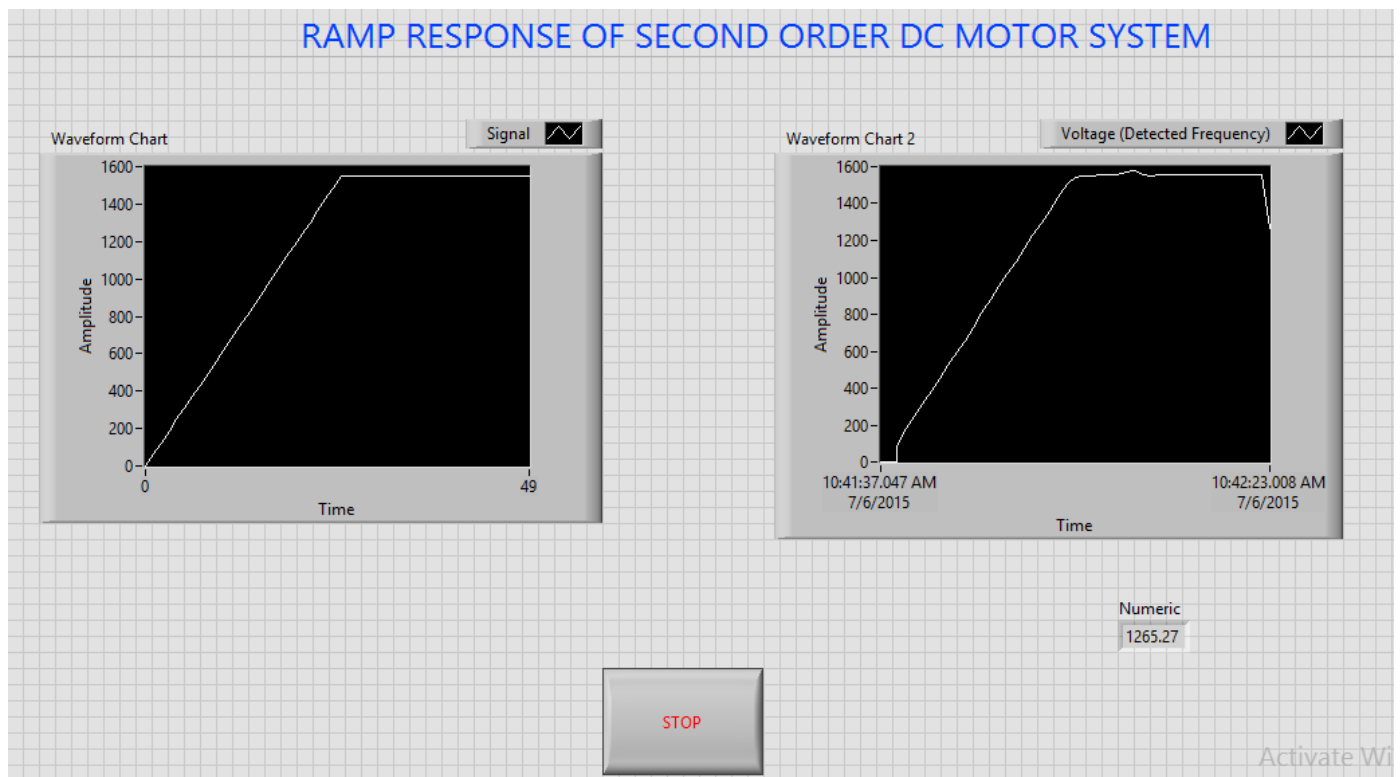 RAMP RESPONSE OF SECOND ORDER DC MOTOR SYSTEM
Waveform Chart
Signal
1600
1400
1200
1000
800
600
400
200
0
Amplitude
0
49
Time
Waveform Chart 2
Voltage (Detected Frequency)
1600
1400
1200
1000
800
600
400
200
0
Amplitude
10:41:37.047 AM
7/6/2015
10:42:23.008 AM
7/6/2015
Time
Numeric
1265.27
STOP
Activate Wi